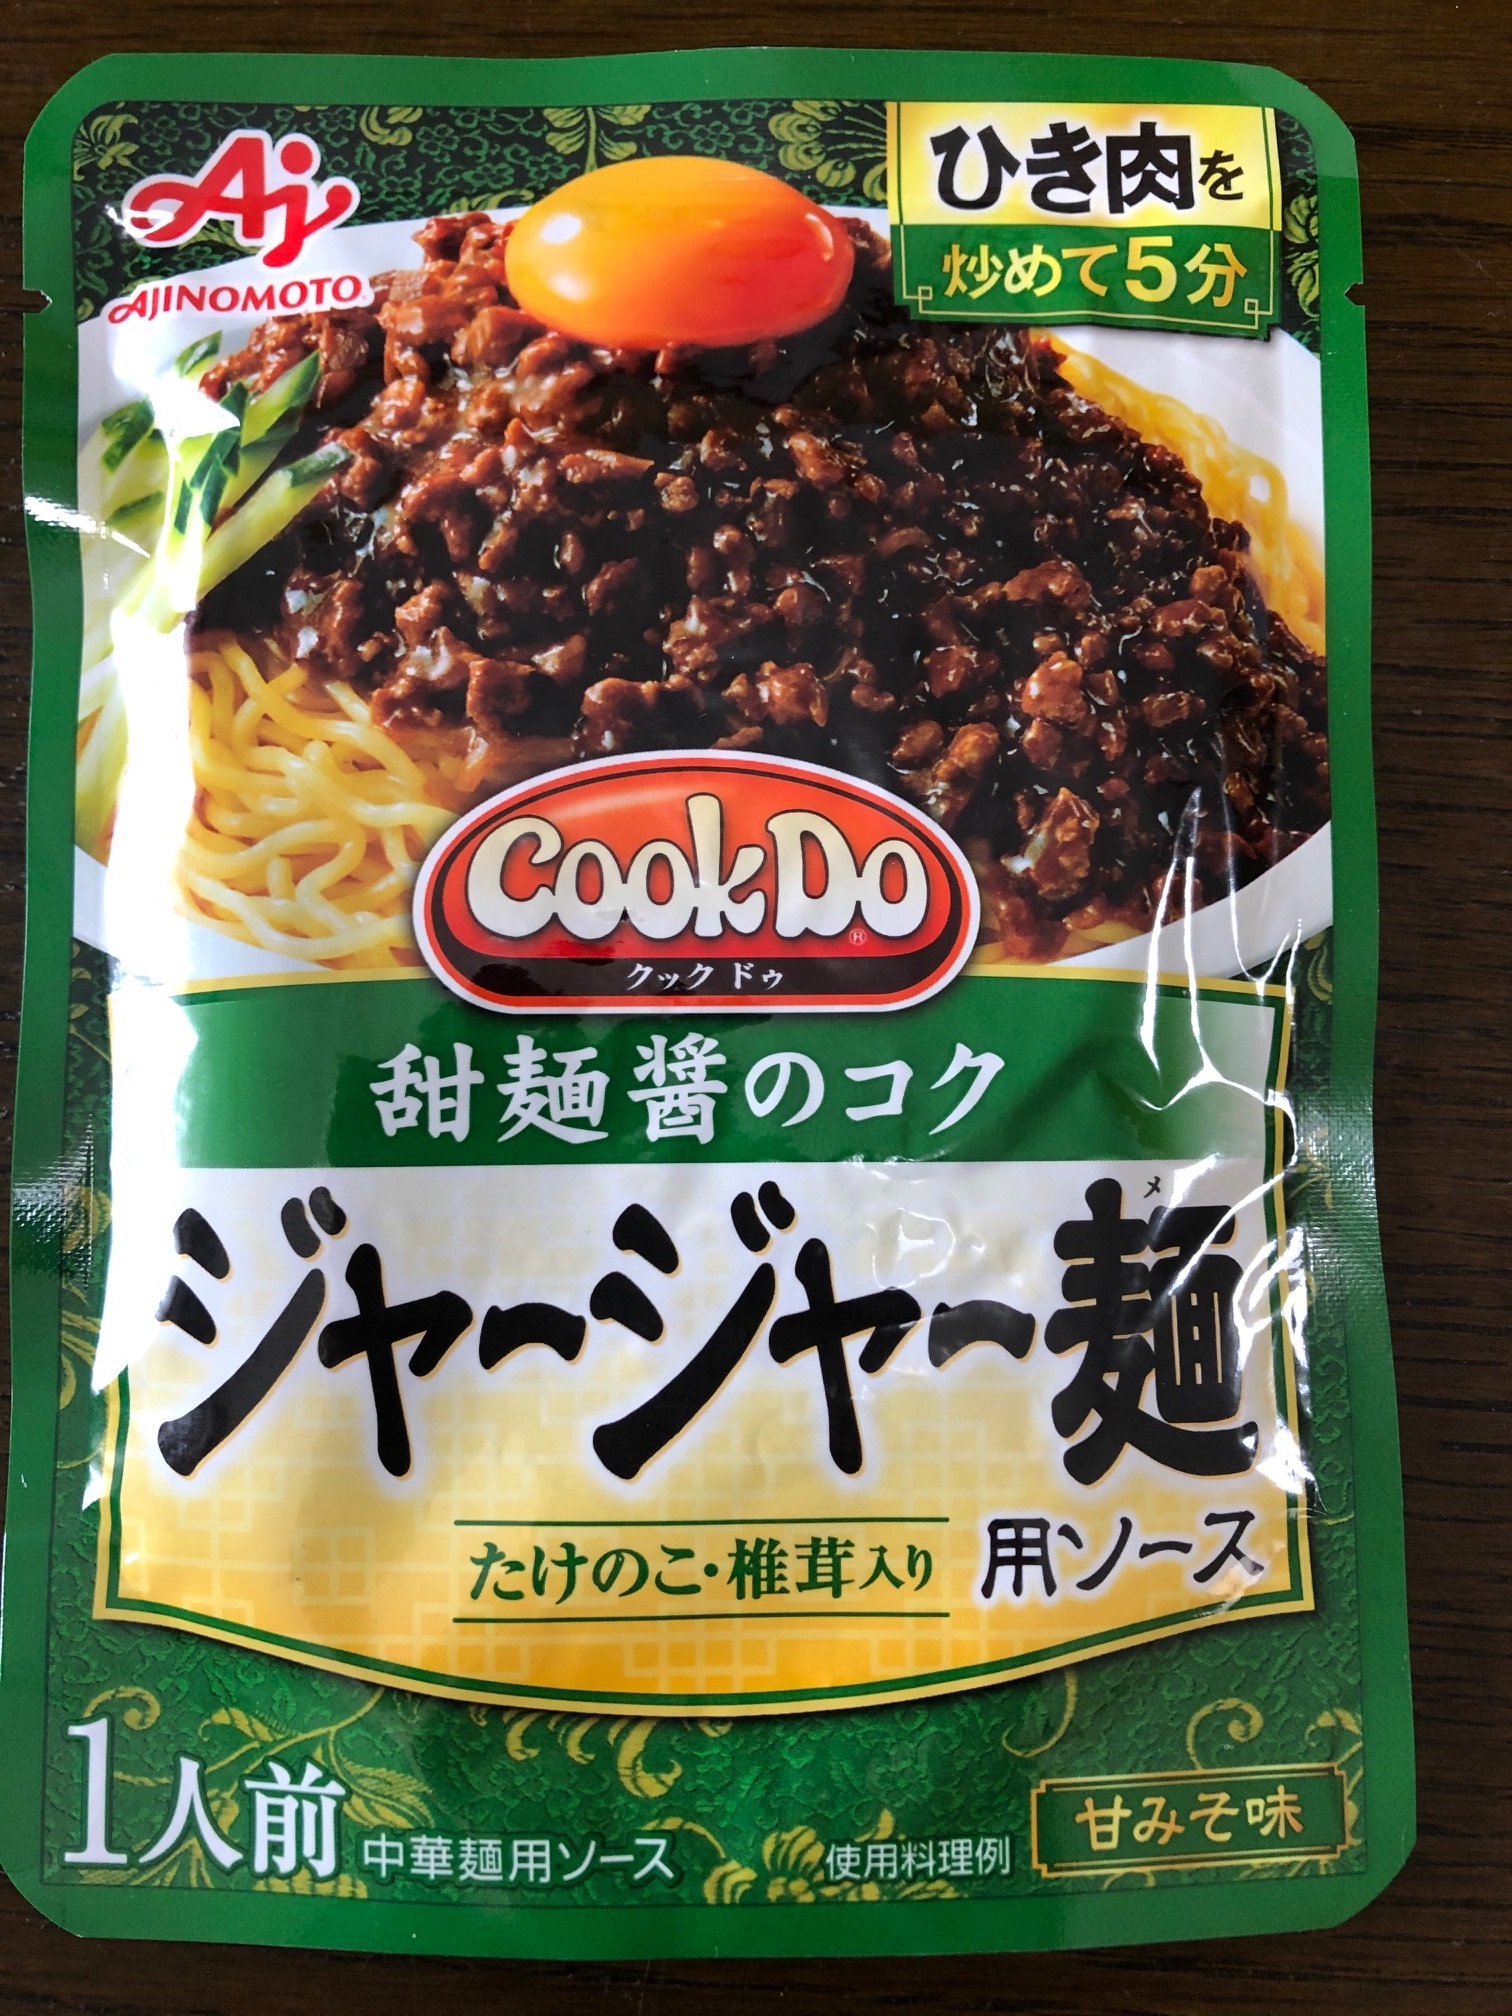 Aj
AJINOMOTO
ひき肉を
炒めて5分
CookDo®
クックドゥ
甜麺醤のコク
ジャージャー麺
用ソース
たけのこ・椎茸入り
1人前
中華麺用ソース
使用料理例
甘みそ味